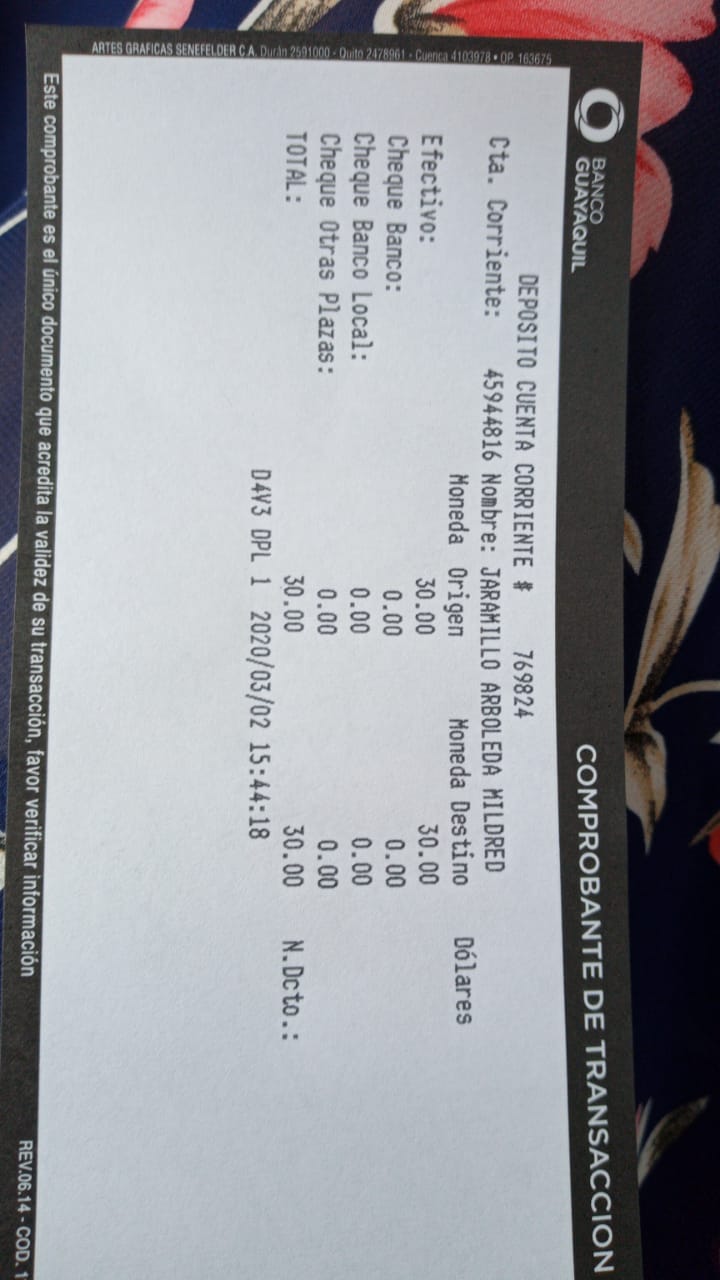 BANCO
GUAYAQUIL
COMPROBANTE DE TRANSACCION
DEPOSITO CUENTA CORRIENTE # 769824
Cta. Corriente: 45944816 Nombre: JARAMILLO ARBOLEDA MILDRED
Moneda Origen Moneda Destino Dólares
Efectivo: 30.00 30.00
Cheque Banco: 0.00 0.00
Cheque Banco Local: 0.00 0.00
Cheque Otras Plazas: 0.00 0.00
TOTAL: 30.00 30.00 N.Dcto.:
D4V3 DPL 1 2020/03/02 15:44:18
Este comprobante es el único documento que acredita la validez de su transacción, favor verificar información
REV.06.14 - COD.
ARTES GRAFICAS SENEFELDER C.A. Durán 2591000 - Quito 2478961 - Cuenca 4103978 • OP. 163675